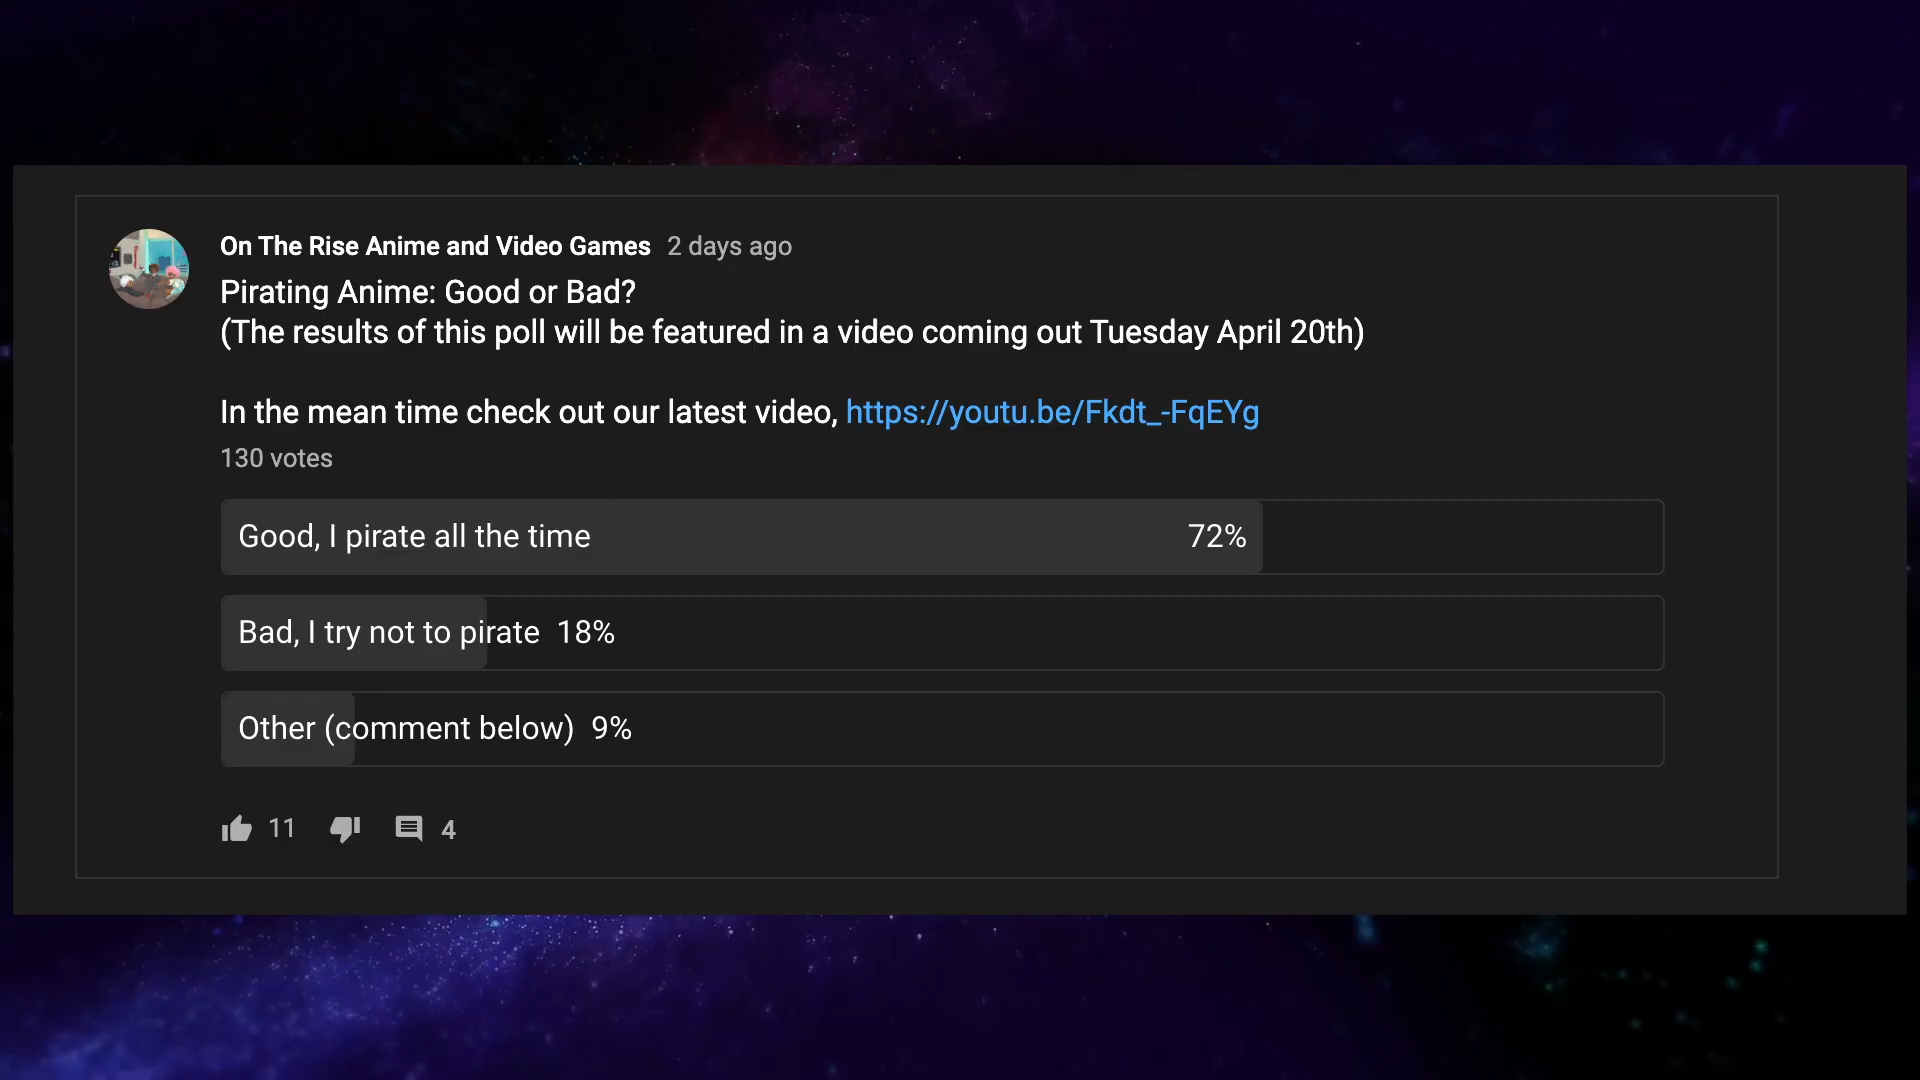 On The Rise Anime and Video Games 2 days ago
Pirating Anime: Good or Bad?
(The results of this poll will be featured in a video coming out Tuesday April 20th)
In the mean time check out our latest video, https://youtu.be/Fkdt_-FqEYg
130 votes
Good, I pirate all the time 72%
Bad, I try not to pirate 18%
Other (comment below) 9%
11 4